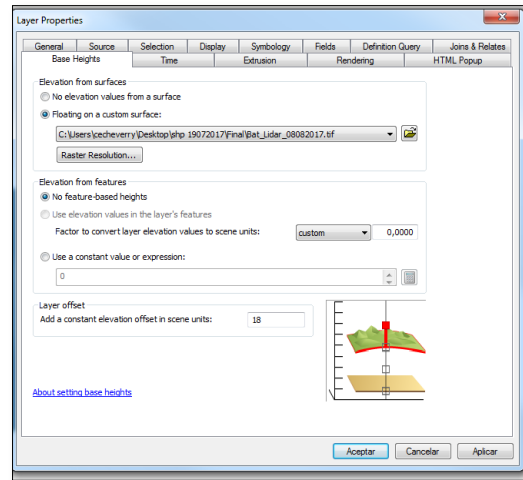 Layer Properties
General Source Selection Display Symbology Fields Definition Query Joins & Relates
Base Heights Time Extrusion Rendering HTML Popup
Elevation from surfaces
No elevation values from a surface
Floating on a custom surface:
C:\Users\cecheverry\Desktop\shp 19072017\Final\Bat_Lidar_08082017.tif
Raster Resolution...
Elevation from features
No feature-based heights
Use elevation values in the layer's features
Factor to convert layer elevation values to scene units: custom 0,0000
Use a constant value or expression:
0
Layer offset
Add a constant elevation offset in scene units: 18
About setting base heights
Aceptar Cancelar Aplicar